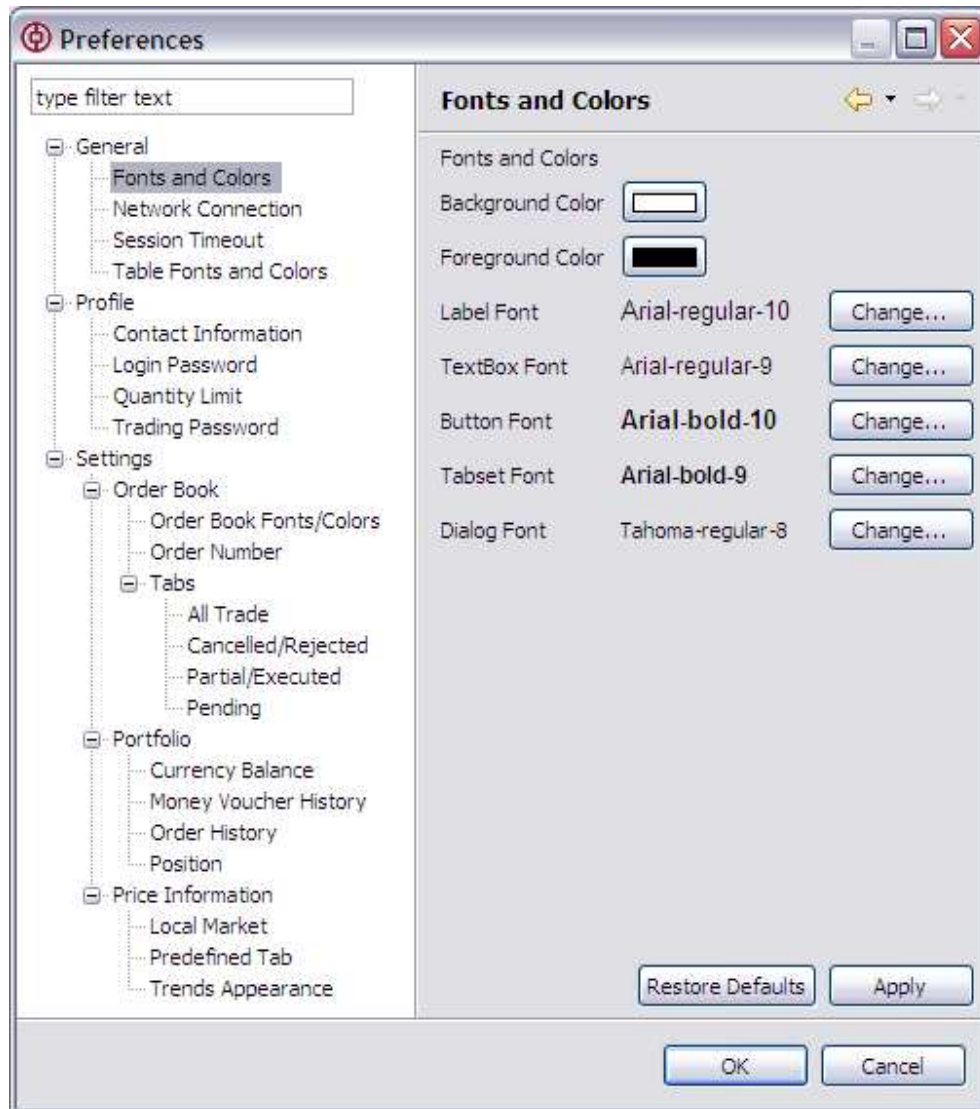 Preferences
type filter text
General
Fonts and Colors
Network Connection
Session Timeout
Table Fonts and Colors
Profile
Contact Information
Login Password
Quantity Limit
Trading Password
Settings
Order Book
Order Book Fonts/Colors
Order Number
Tabs
All Trade
Cancelled/Rejected
Partial/Executed
Pending
Portfolio
Currency Balance
Money Voucher History
Order History
Position
Price Information
Local Market
Predefined Tab
Trends Appearance
Fonts and Colors
Fonts and Colors
Background Color
Foreground Color
Label Font Arial-regular-10 Change...
TextBox Font Arial-regular-9 Change...
Button Font Arial-bold-10 Change...
Tabset Font Arial-bold-9 Change...
Dialog Font Tahoma-regular-8 Change...
Restore Defaults Apply
OK Cancel